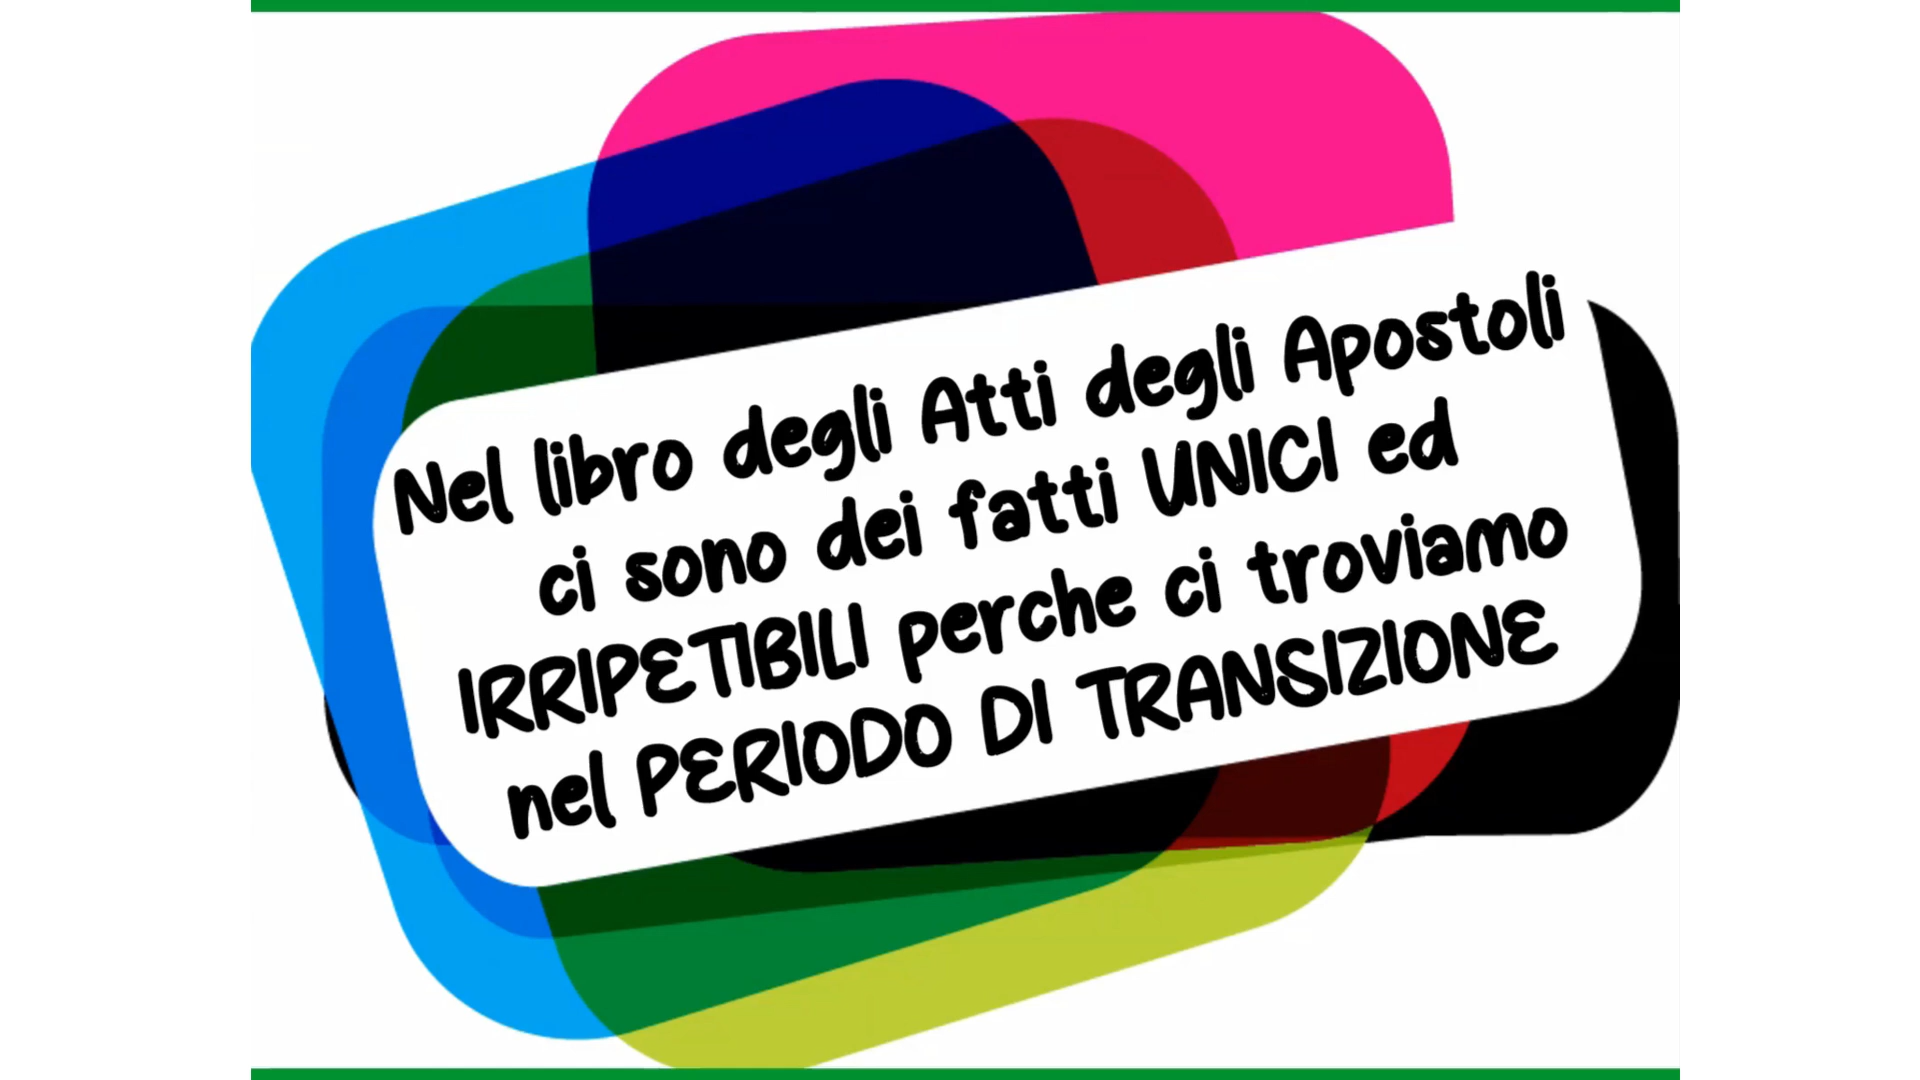 Nel libro degli Atti degli Apostoli
ci sono dei fatti UNICI ed
IRRIPETIBILI perche ci troviamo
nel PERIODO DI TRANSIZIONE